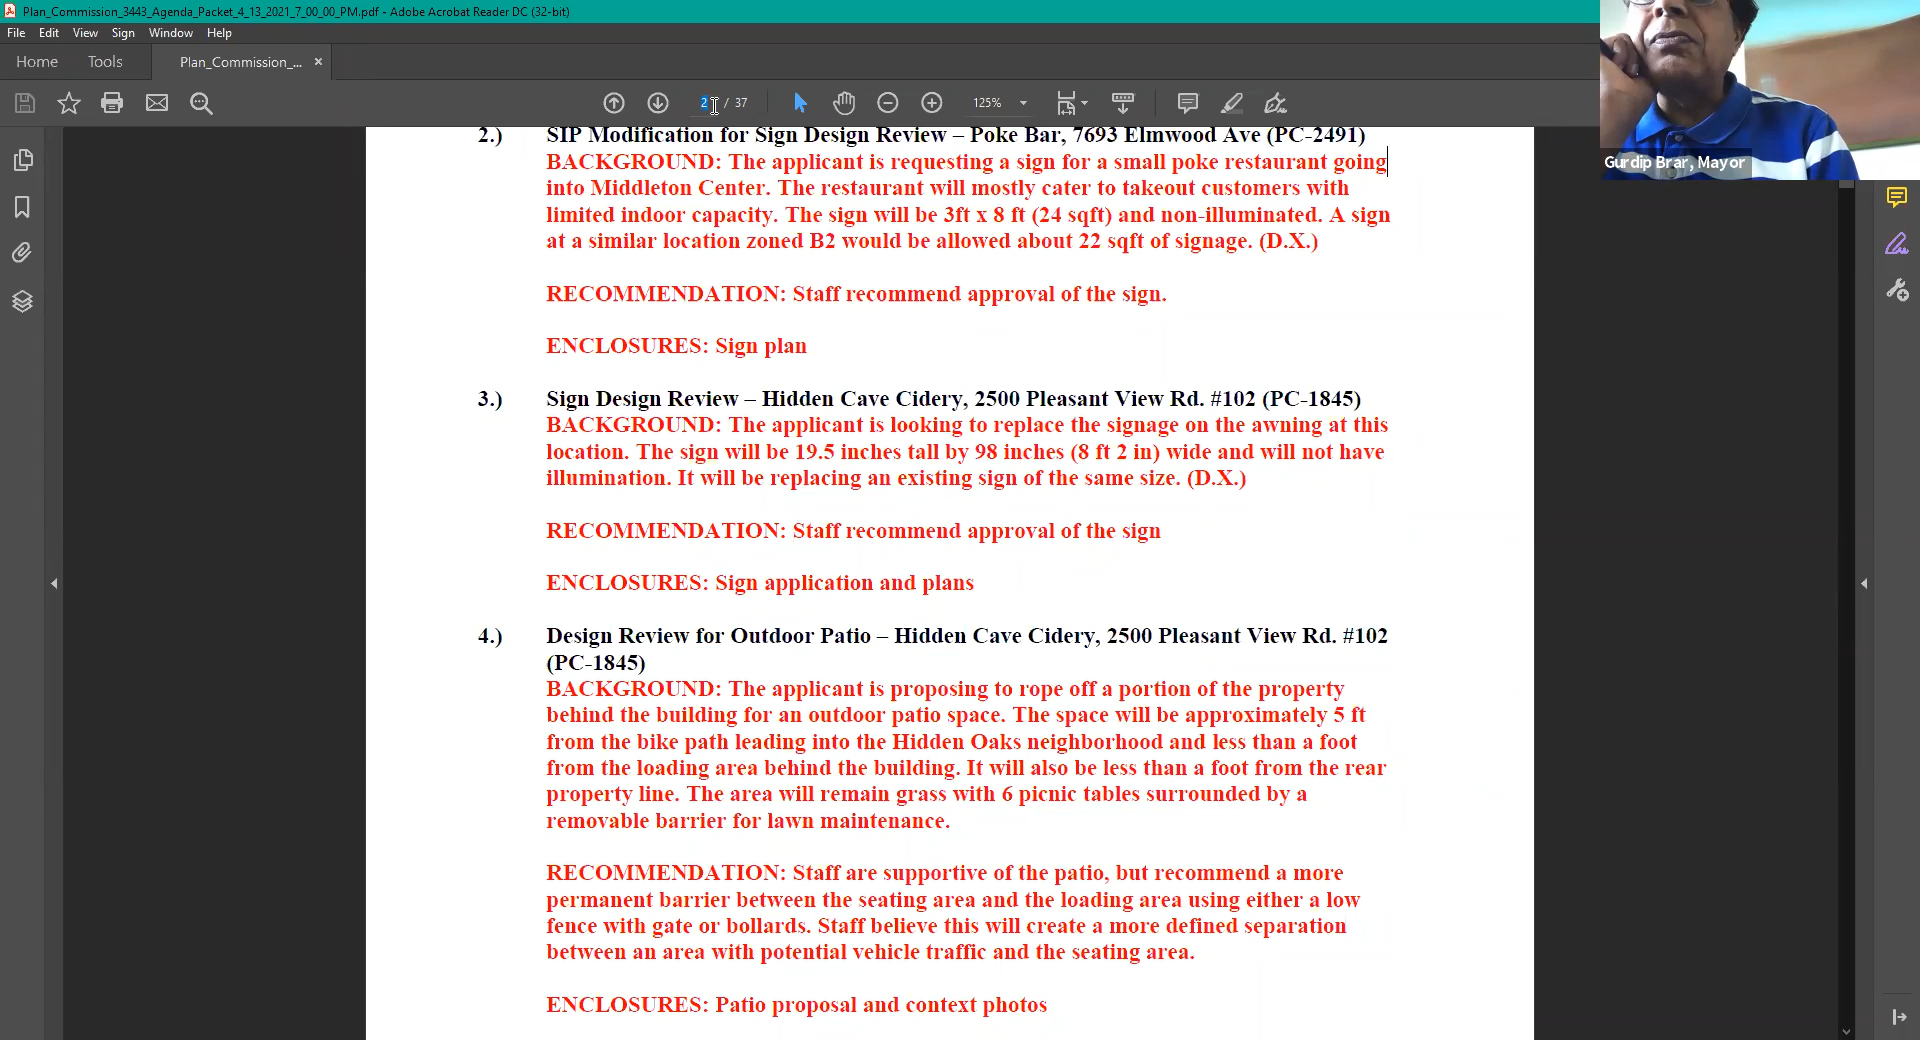 Plan_Commission_3443_Agenda_Packet_4_13_2021_7_00_00_PM.pdf - Adobe Acrobat Reader DC (32-bit)
File Edit View Sign Window Help
Home Tools Plan_Commission_... ×
2 / 37 125%
Gurdip Brar, Mayor
2.) SIP Modification for Sign Design Review – Poke Bar, 7693 Elmwood Ave (PC-2491)
BACKGROUND: The applicant is requesting a sign for a small poke restaurant going
into Middleton Center. The restaurant will mostly cater to takeout customers with
limited indoor capacity. The sign will be 3ft x 8 ft (24 sqft) and non-illuminated. A sign
at a similar location zoned B2 would be allowed about 22 sqft of signage. (D.X.)
RECOMMENDATION: Staff recommend approval of the sign.
ENCLOSURES: Sign plan
3.) Sign Design Review – Hidden Cave Cidery, 2500 Pleasant View Rd. #102 (PC-1845)
BACKGROUND: The applicant is looking to replace the signage on the awning at this
location. The sign will be 19.5 inches tall by 98 inches (8 ft 2 in) wide and will not have
illumination. It will be replacing an existing sign of the same size. (D.X.)
RECOMMENDATION: Staff recommend approval of the sign
ENCLOSURES: Sign application and plans
4.) Design Review for Outdoor Patio – Hidden Cave Cidery, 2500 Pleasant View Rd. #102
(PC-1845)
BACKGROUND: The applicant is proposing to rope off a portion of the property
behind the building for an outdoor patio space. The space will be approximately 5 ft
from the bike path leading into the Hidden Oaks neighborhood and less than a foot
from the loading area behind the building. It will also be less than a foot from the rear
property line. The area will remain grass with 6 picnic tables surrounded by a
removable barrier for lawn maintenance.
RECOMMENDATION: Staff are supportive of the patio, but recommend a more
permanent barrier between the seating area and the loading area using either a low
fence with gate or bollards. Staff believe this will create a more defined separation
between an area with potential vehicle traffic and the seating area.
ENCLOSURES: Patio proposal and context photos